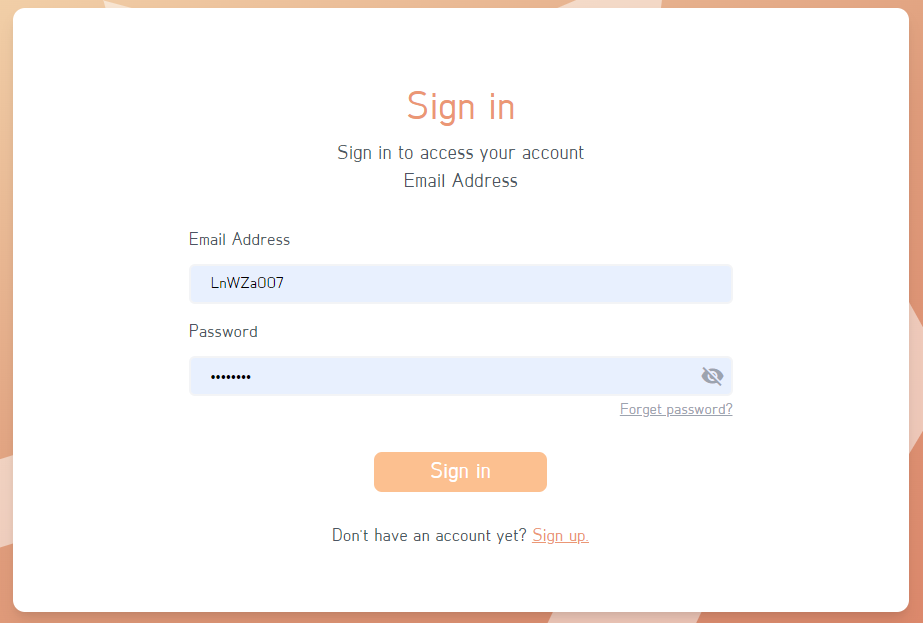 Sign in
Sign in to access your account
Email Address
Email Address
LnWZa007
Password
••••••••
Forget password?
Sign in
Don't have an account yet? Sign up.